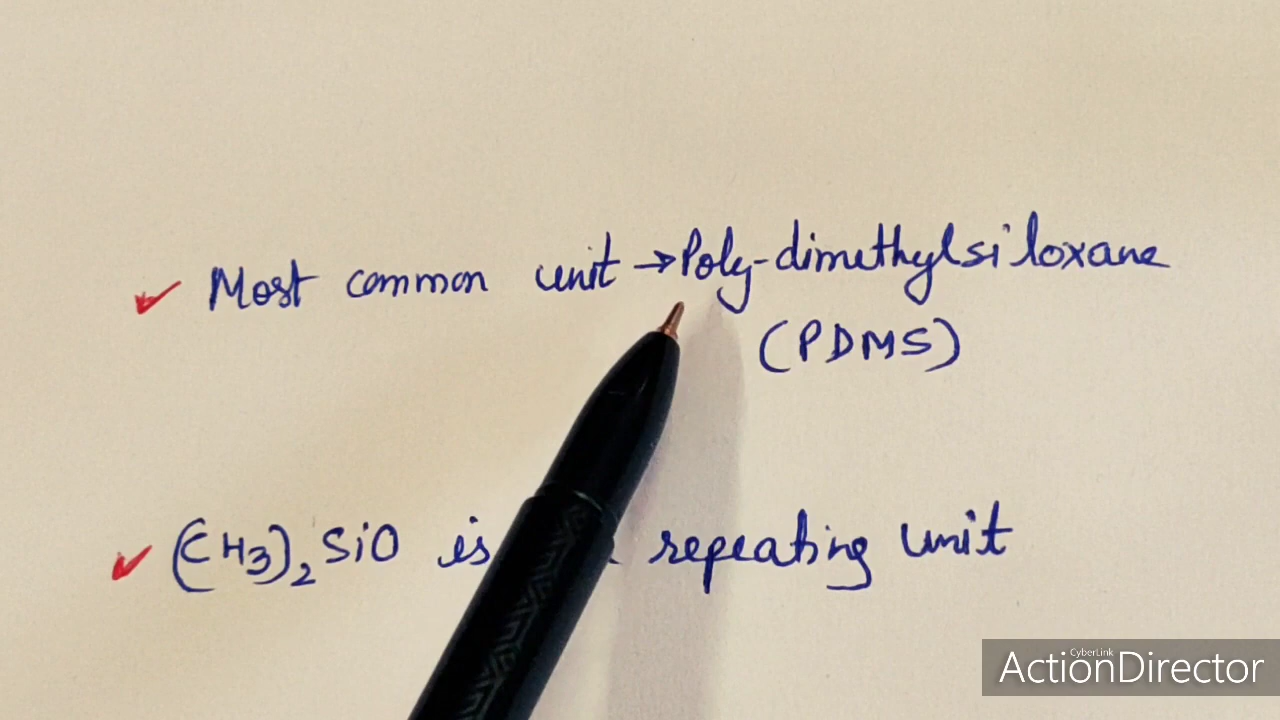 Most common unit → Poly-dimethylsiloxane
(PDMS)
(CH3)₂ SiO is repeating unit
CyberLink
ActionDirector